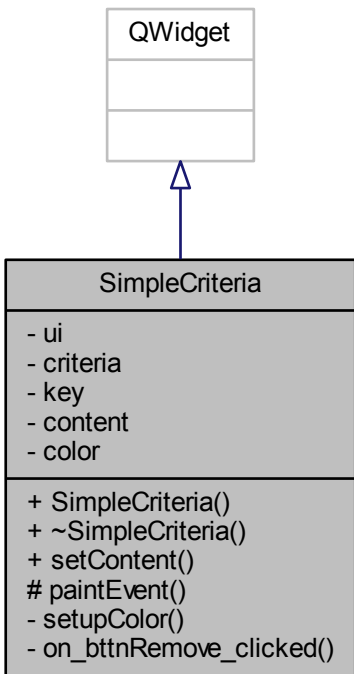 QWidget
SimpleCriteria
- ui
- criteria
- key
- content
- color
+ SimpleCriteria()
+ ~SimpleCriteria()
+ setContent()
# paintEvent()
- setupColor()
- on_bttnRemove_clicked()